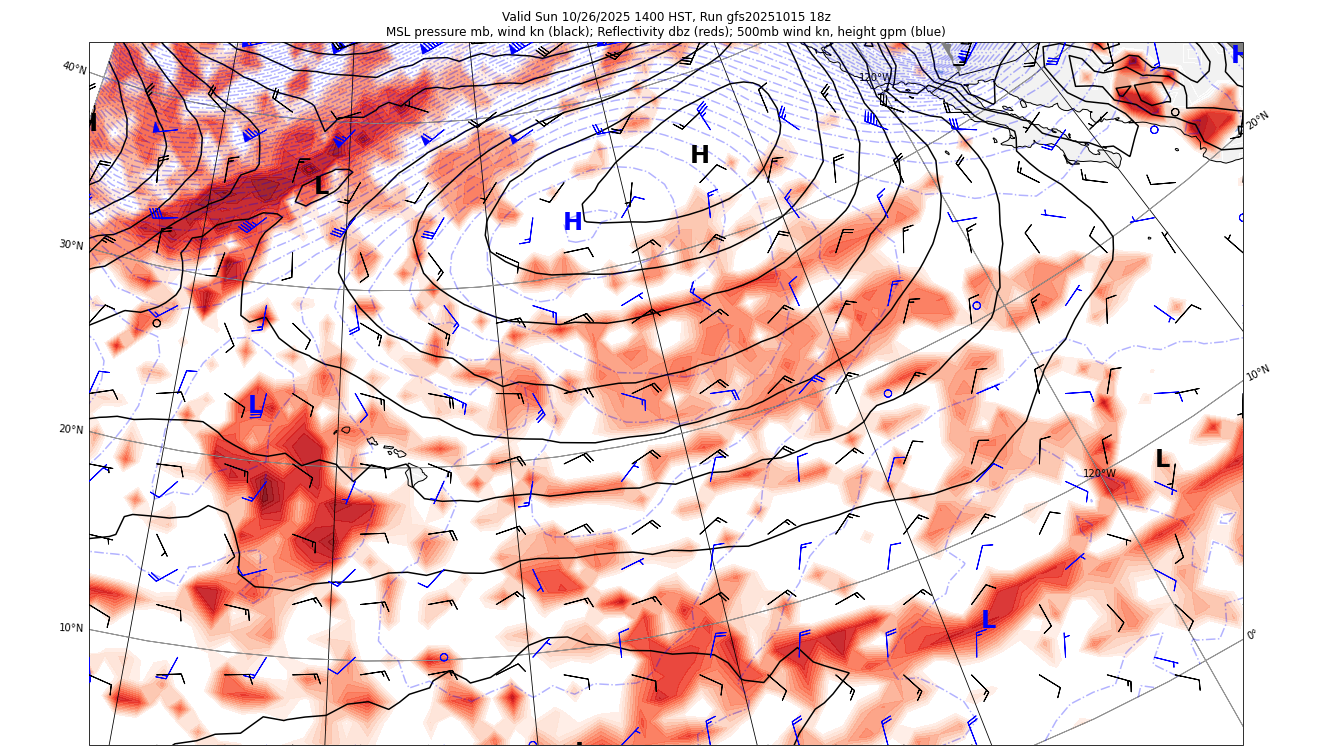 Valid Sun 10/26/2025 1400 HST, Run gfs20251015 18z
MSL pressure mb, wind kn (black); Reflectivity dbz (reds); 500mb wind kn, height gpm (blue)
H
40°N
120°W
20°N
H
L
H
30°N
10°N
L
20°N
L
120°W
L
10°N
0°